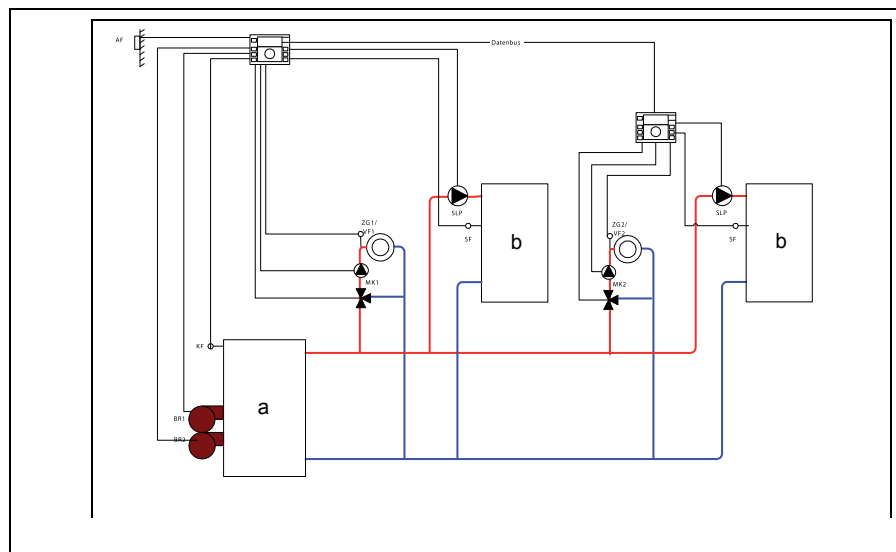 AF
Datenbus
ZG1/
VF1
SLP
SF
b
MK1
ZG2/
VF2
SLP
SF
b
MK2
KF
a
BR1
BR2